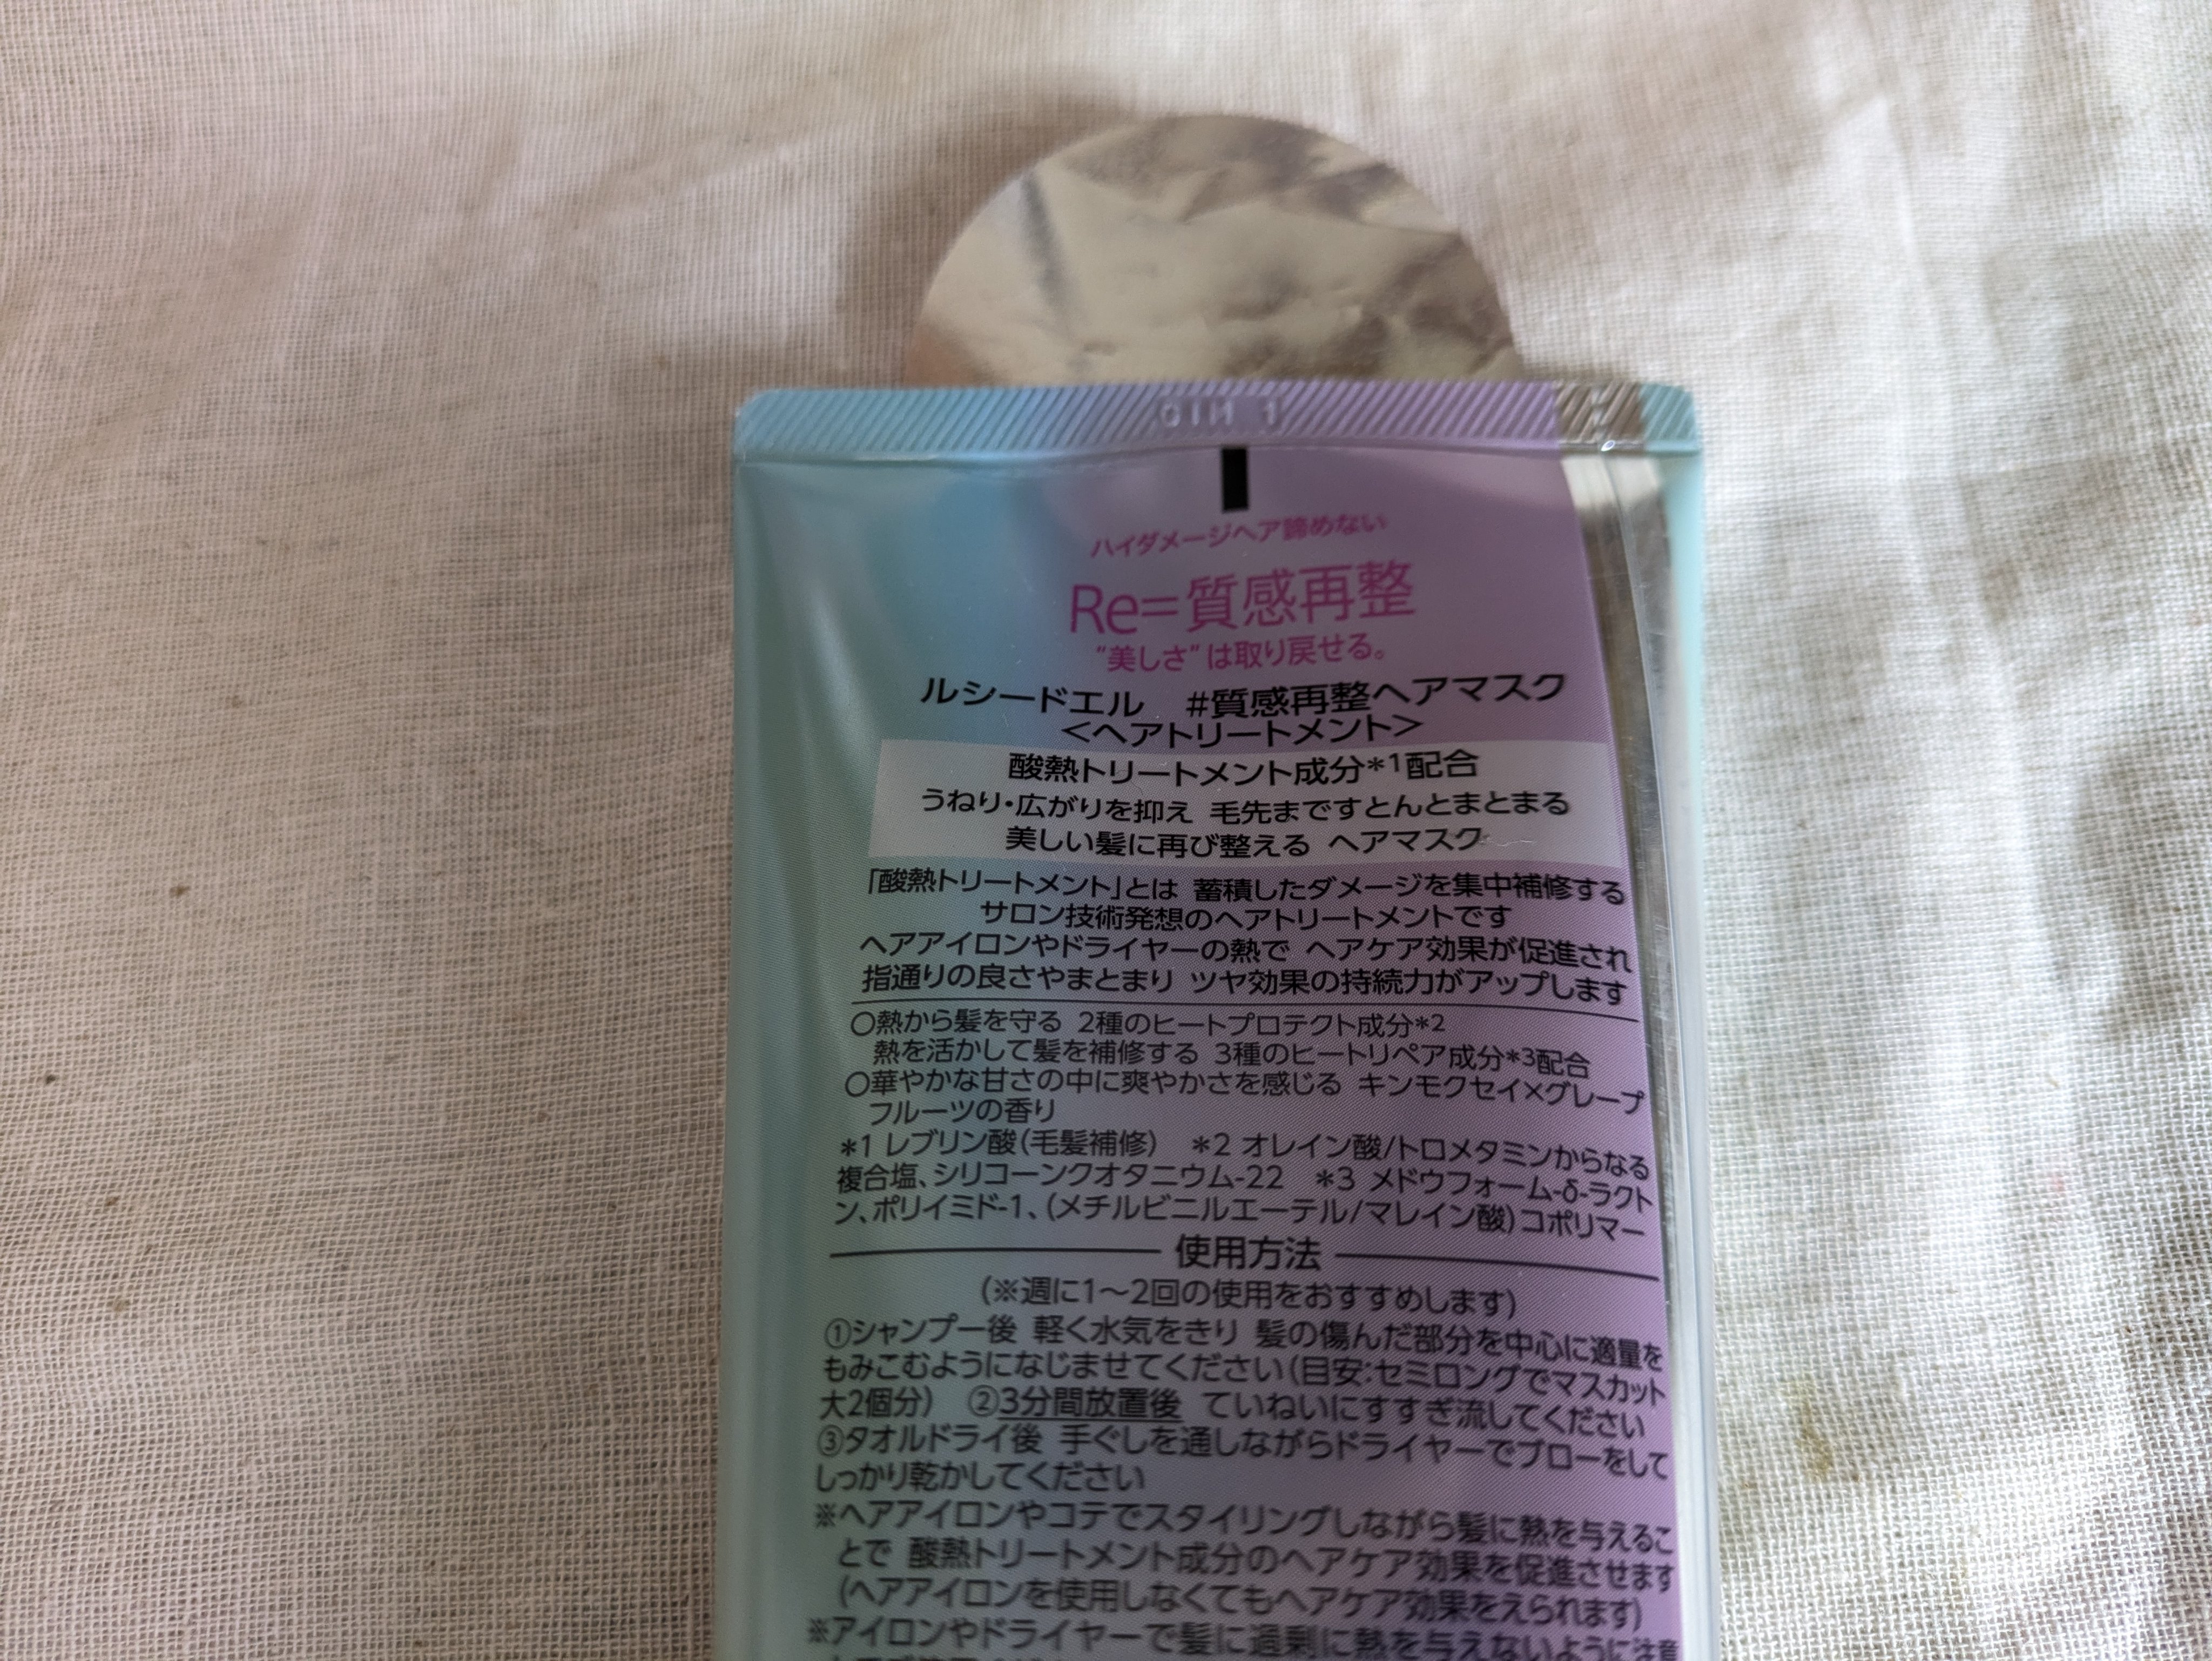 ハイダメージヘア諦めない
Re=質感再整
“美しさ”は取り戻せる。
ルシードエル　#質感再整ヘアマスク
＜ヘアトリートメント＞
酸熱トリートメント成分*1配合
うねり・広がりを抑え 毛先まですとんとまとまる
美しい髪に再び整える ヘアマスク
「酸熱トリートメント」とは 蓄積したダメージを集中補修する
サロン技術発想のヘアトリートメントです
ヘアアイロンやドライヤーの熱で ヘアケア効果が促進され
指通りの良さやまとまり ツヤ効果の持続力がアップします
○熱から髪を守る 2種のヒートプロテクト成分*2
熱を活かして髪を補修する 3種のヒートリペア成分*3配合
○華やかな甘さの中に爽やかさを感じる キンモクセイ×グレープ
フルーツの香り
*1 レブリン酸（毛髪補修） *2 オレイン酸/トロメタミンからなる
複合塩、シリコーンクオタニウム-22 *3 メドウフォーム-δ-ラクト
ン、ポリイミド-1、（メチルビニルエーテル/マレイン酸）コポリマー
使用方法
（※週に1～2回の使用をおすすめします）
①シャンプー後 軽く水気をきり 髪の傷んだ部分を中心に適量を
もみこむようになじませてください（目安：セミロングでマスカット
大2個分） ②3分間放置後 ていねいにすすぎ流してください
③タオルドライ後 手ぐしを通しながらドライヤーでブローをして
しっかり乾かしてください
※ヘアアイロンやコテでスタイリングしながら髪に熱を与えるこ
とで 酸熱トリートメント成分のヘアケア効果を促進させます
（ヘアアイロンを使用しなくてもヘアケア効果をえられます）
※アイロンやドライヤーで髪に過剰に熱を与えないように注意